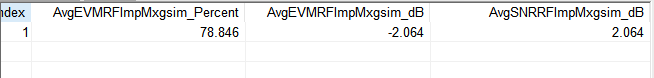 ndex AvgEVMRFImpMxgsim_Percent AvgEVMRFImpMxgsim_dB AvgSNRRFImpMxgsim_dB
1 78.846 -2.064 2.064